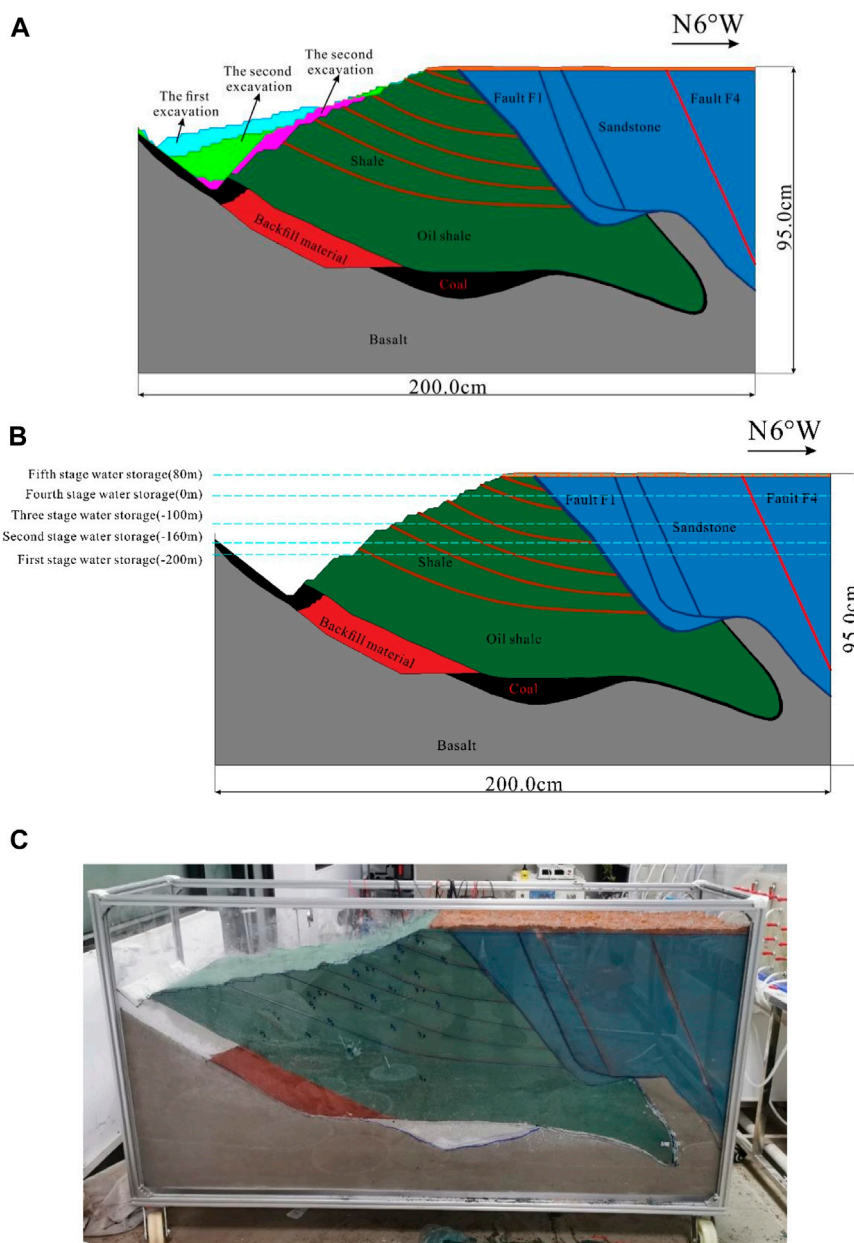 A
N6°W
The first
excavation
The second
excavation
The second
excavation
Fault F1
Fault F4
Sandstone
Shale
Oil shale
Backfill material
Coal
Basalt
95.0cm
200.0cm
B
N6°W
Fifth stage water storage(80m)
Fourth stage water storage(0m)
Three stage water storage(-100m)
Second stage water storage(-160m)
First stage water storage(-200m)
Fault F1
Fault F4
Sandstone
Shale
Oil shale
Backfill material
Coal
Basalt
95.0cm
200.0cm
C